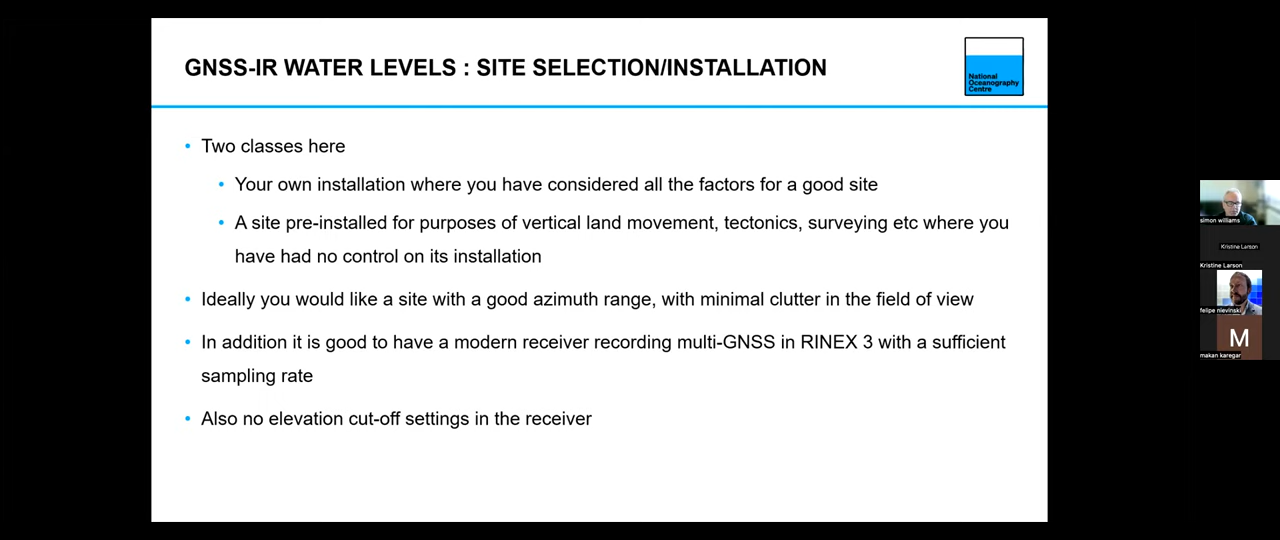 GNSS-IR WATER LEVELS : SITE SELECTION/INSTALLATION
National
Oceanography
Centre
• Two classes here
• Your own installation where you have considered all the factors for a good site
• A site pre-installed for purposes of vertical land movement, tectonics, surveying etc where you
have had no control on its installation
• Ideally you would like a site with a good azimuth range, with minimal clutter in the field of view
• In addition it is good to have a modern receiver recording multi-GNSS in RINEX 3 with a sufficient
sampling rate
• Also no elevation cut-off settings in the receiver
simon williams
Kristine Larson
Kristine Larson
felipe nievinski
M
makan karegar